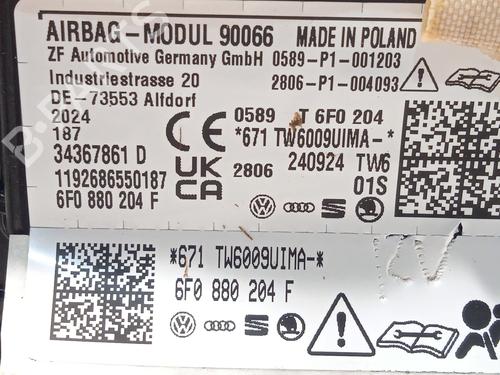 AIRBAG-MODUL 90066 MADE IN POLAND
ZF Automotive Germany GmbH 0589-P1-001203
Industriestrasse 20 2806-P1-004093
DE-73553 Alfdorf
2024 0589 T 6F0 204
187 *671 TW6009UIMA-*
34367861 D 240924 TW6
1192686550187 UK CA 2806 01S
6F0 880 204 F
*671 TW6009UIMA-*
6F0 880 204 F